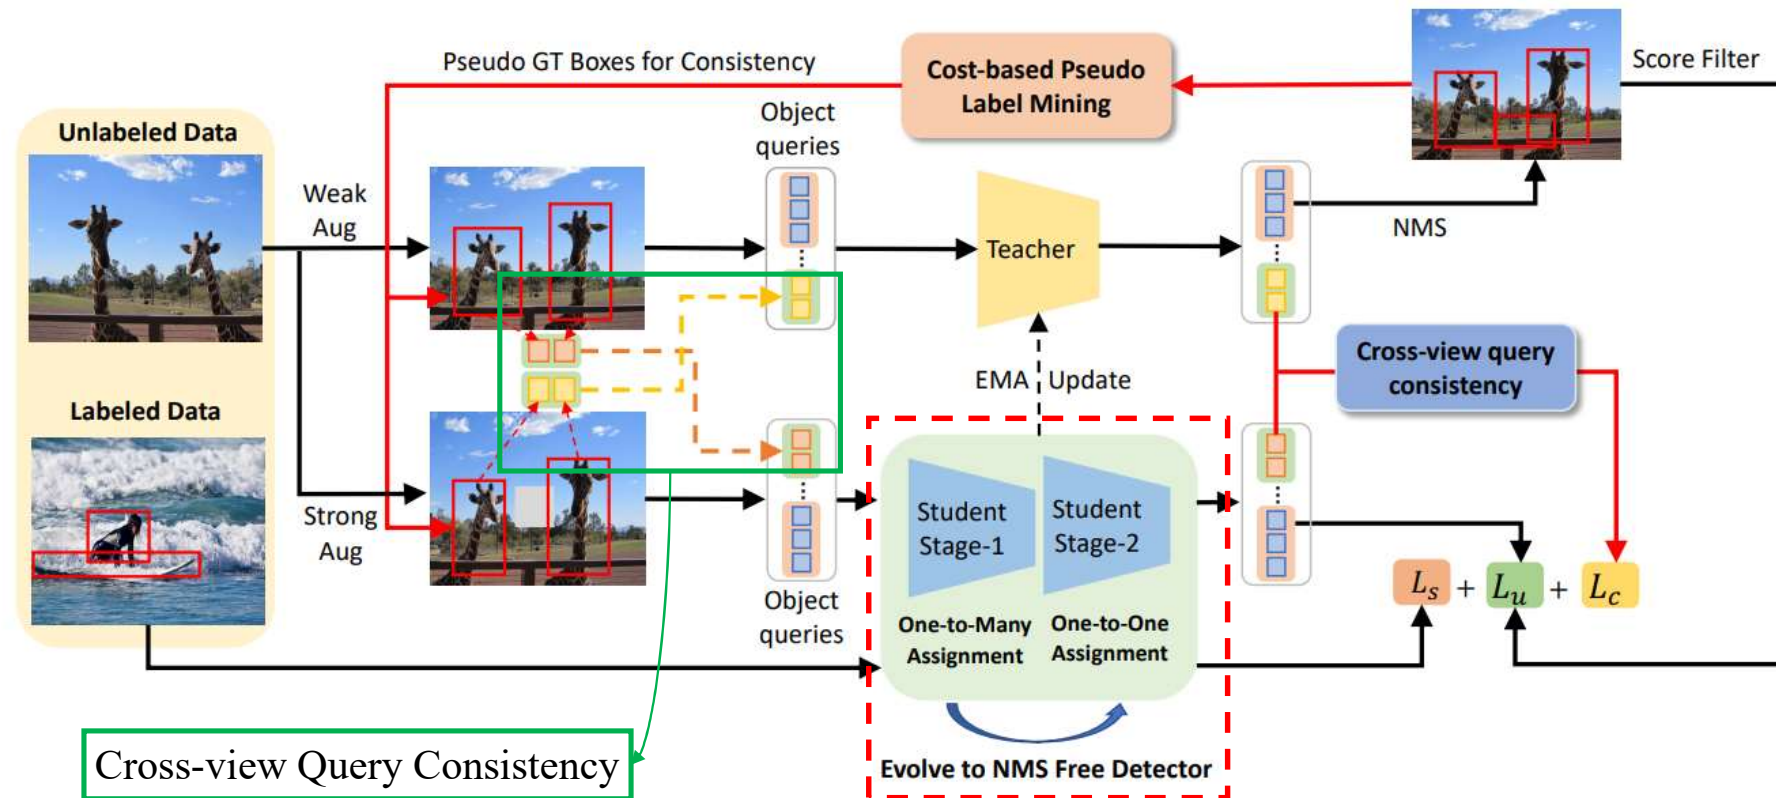 Pseudo GT Boxes for Consistency
Cost-based Pseudo
Label Mining
Score Filter
Unlabeled Data
Object
queries
Weak
Aug
Teacher
NMS
Cross-view query
consistency
EMA Update
Labeled Data
Strong
Aug
Student
Stage-1
Student
Stage-2
Object
queries
One-to-Many
Assignment
One-to-One
Assignment
L_s + L_u + L_c
Cross-view Query Consistency
Evolve to NMS Free Detector